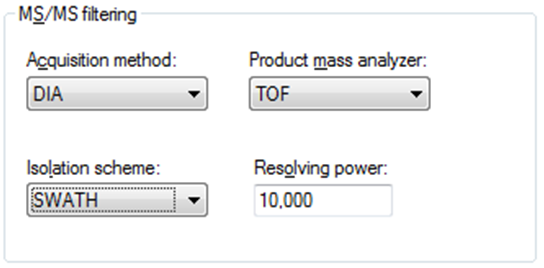 MS/MS filtering
Acquisition method: Product mass analyzer:
DIA TOF
Isolation scheme: Resolving power:
SWATH 10,000